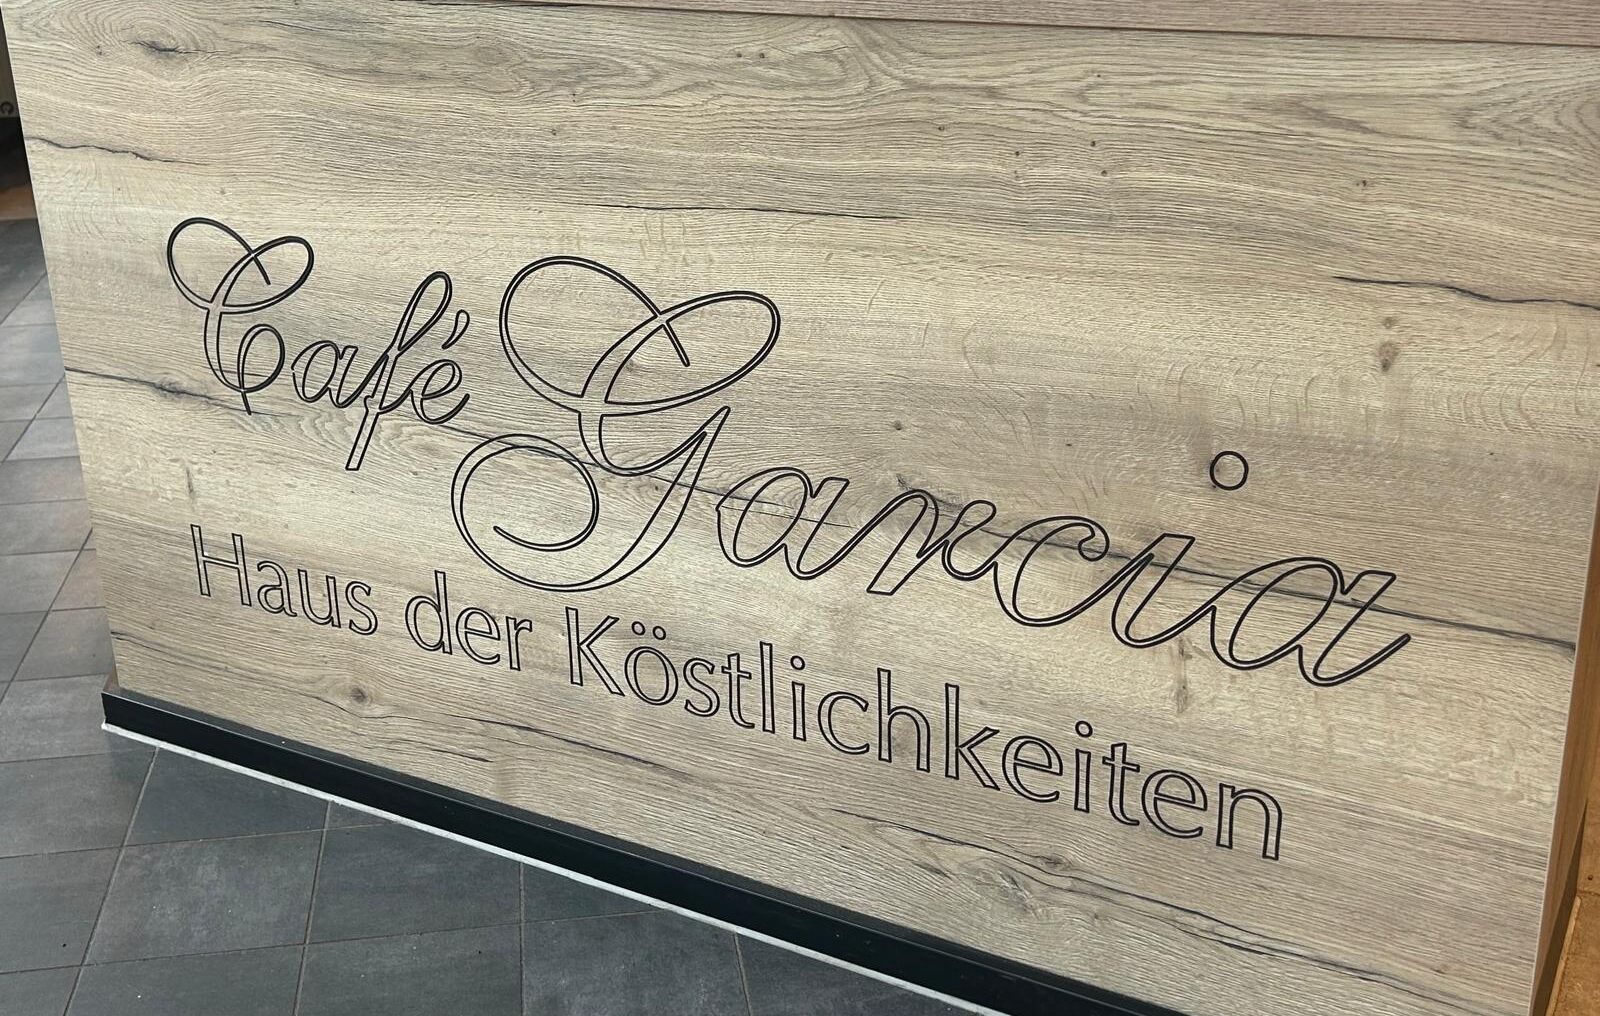 Café Garcia
Haus der Köstlichkeiten